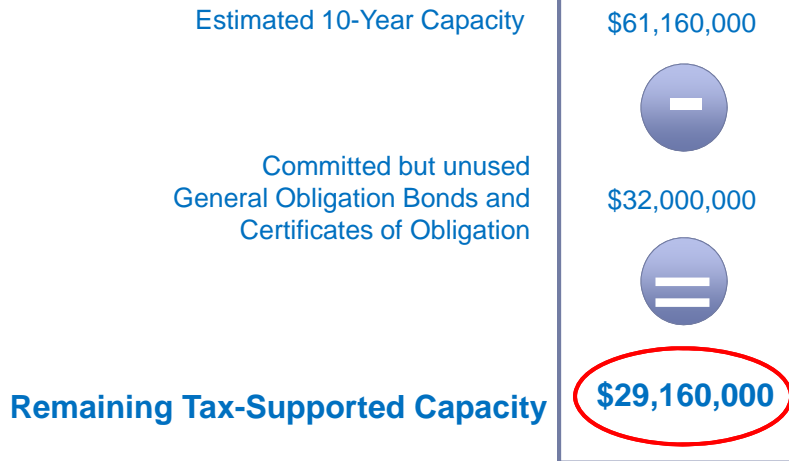 Estimated 10-Year Capacity $61,160,000
-
Committed but unused
General Obligation Bonds and $32,000,000
Certificates of Obligation
=
Remaining Tax-Supported Capacity $29,160,000